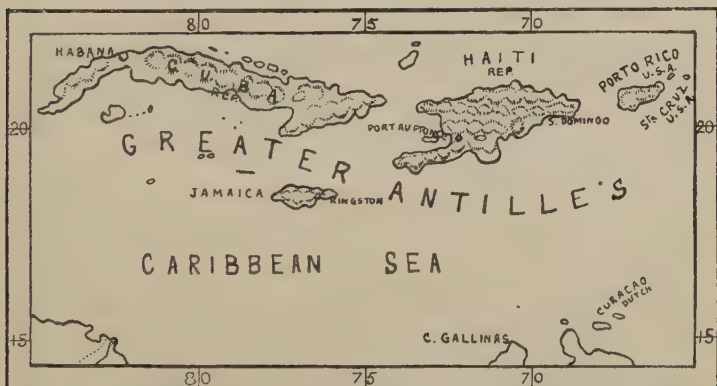 80 75 70
HABANA
CUBA
REP.
HAITI
REP.
PORTO RICO
U.S.A.
STA CRUZ
U.S.A.
20 20
PORT AU PRINCE
S. DOMINGO
GREATER ANTILLE'S
JAMAICA
KINGSTON
CARIBBEAN SEA
CURACAO
DUTCH
C. GALLINAS
15 15
80 75 70